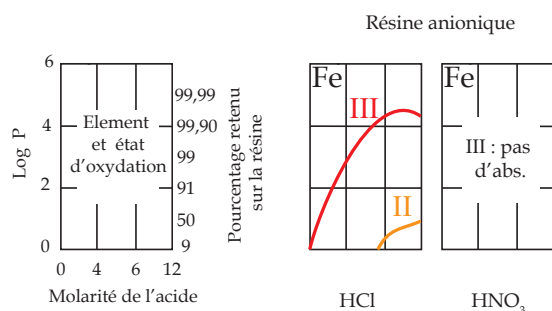 Résine anionique
6
4
2
0
Log P
Element
et état
d'oxydation
99,99
99,90
99
91
50
9
Pourcentage retenu
sur la résine
0 4 6 12
Molarité de l'acide
Fe
III
II
HCl
Fe
III : pas
d'abs.
HNO₃